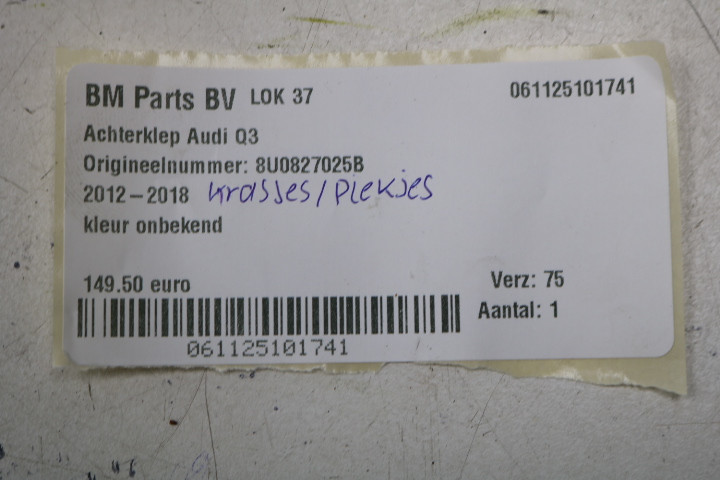 BM Parts BV LOK 37 061125101741
Achterklep Audi Q3
Origineelnummer: 8U0827025B
2012-2018 krassjes/plekjes
kleur onbekend
149.50 euro Verz: 75
Aantal: 1
061125101741